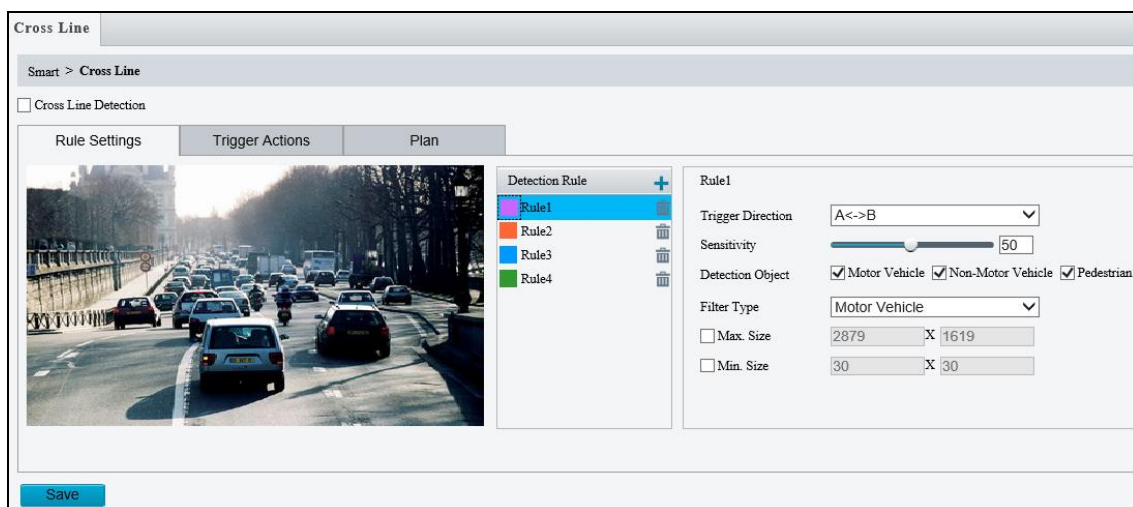 Cross Line
Smart > Cross Line
Cross Line Detection
Rule Settings Trigger Actions Plan
Detection Rule
Rule1
Rule2
Rule3
Rule4
Rule1
Trigger Direction A<->B
Sensitivity 50
Detection Object Motor Vehicle Non-Motor Vehicle Pedestrian
Filter Type Motor Vehicle
Max. Size 2879 X 1619
Min. Size 30 X 30
Save